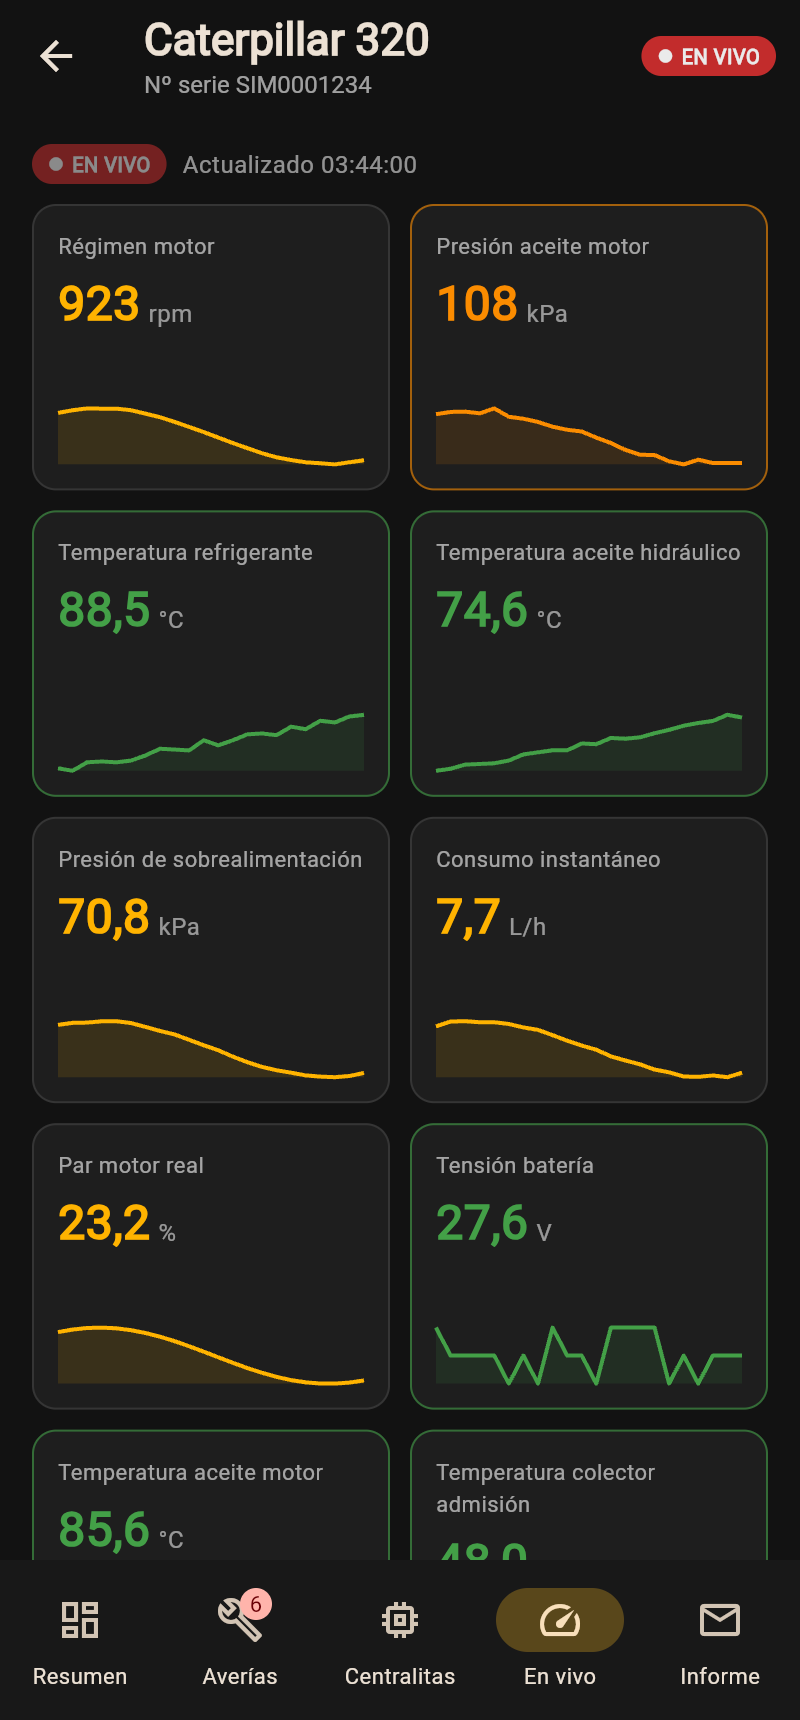 Caterpillar 320
Nº serie SIM0001234
EN VIVO
EN VIVO
Actualizado 03:44:00
Régimen motor
923 rpm
Presión aceite motor
108 kPa
Temperatura refrigerante
88,5 °C
Temperatura aceite hidráulico
74,6 °C
Presión de sobrealimentación
70,8 kPa
Consumo instantáneo
7,7 L/h
Par motor real
23,2 %
Tensión batería
27,6 V
Temperatura aceite motor
85,6 °C
Temperatura colector
admisión
48,0
6
Resumen
Averías
Centralitas
En vivo
Informe